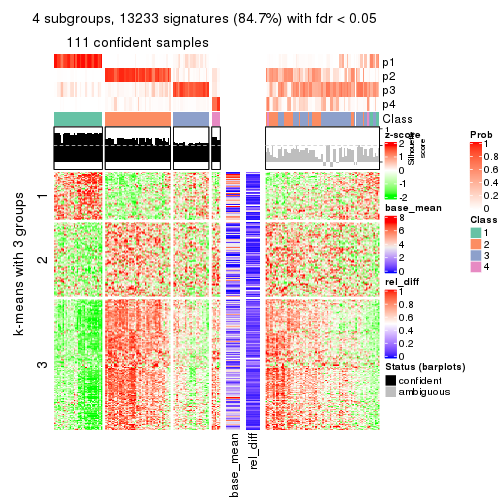 4 subgroups, 13233 signatures (84.7%) with fdr < 0.05
111 confident samples
p1
p2
p3
p4
Class
1
Silhouette
score
k-means with 3 groups
1
2
3
base_mean
rel_diff
z-score
2
1
0
-1
-2
base_mean
8
6
4
2
0
rel_diff
1
0.8
0.6
0.4
0.2
0
Status (barplots)
confident
ambiguous
Prob
1
0.8
0.6
0.4
0.2
0
Class
1
2
3
4